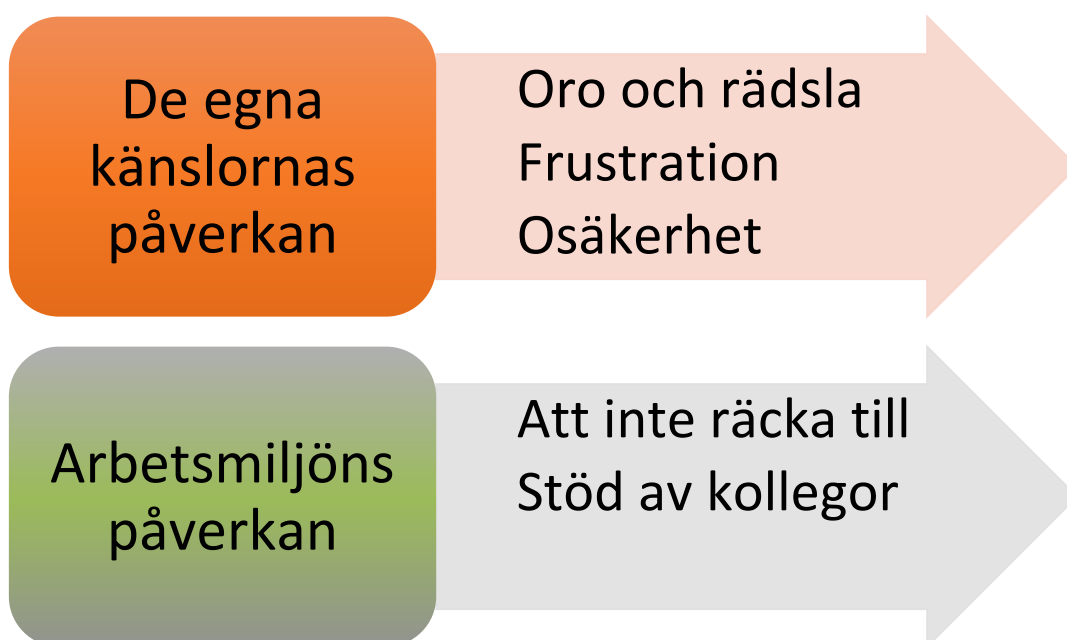 De egna
känslornas
påverkan
Oro och rädsla
Frustration
Osäkerhet
Arbetsmiljöns
påverkan
Att inte räcka till
Stöd av kollegor